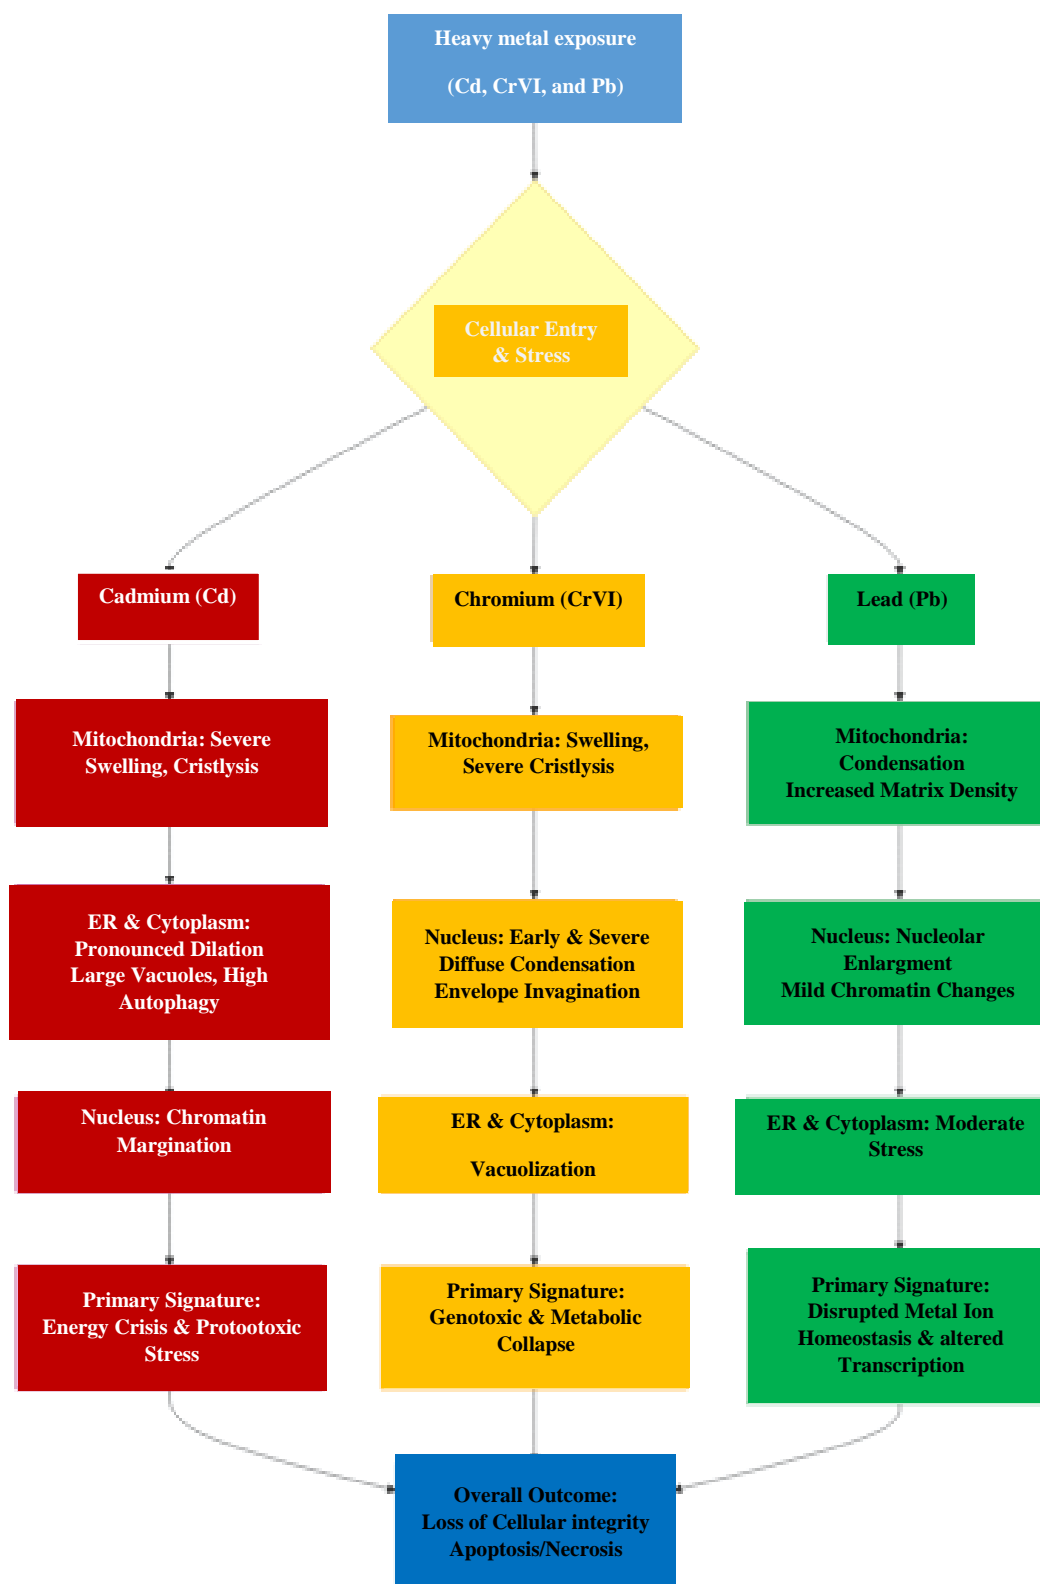 Heavy metal exposure
(Cd, CrVI, and Pb)
Cellular Entry
& Stress
Cadmium (Cd)
Chromium (CrVI)
Lead (Pb)
Mitochondria: Severe
Swelling, Cristlysis
Mitochondria: Swelling,
Severe Cristlysis
Mitochondria:
Condensation
Increased Matrix Density
ER & Cytoplasm:
Pronounced Dilation
Large Vacuoles, High
Autophagy
Nucleus: Early & Severe
Diffuse Condensation
Envelope Invagination
Nucleus: Nucleolar
Enlargment
Mild Chromatin Changes
Nucleus: Chromatin
Margination
ER & Cytoplasm:
Vacuolization
ER & Cytoplasm: Moderate
Stress
Primary Signature:
Energy Crisis & Protootoxic
Stress
Primary Signature:
Genotoxic & Metabolic
Collapse
Primary Signature:
Disrupted Metal Ion
Homeostasis & altered
Transcription
Overall Outcome:
Loss of Cellular integrity
Apoptosis/Necrosis